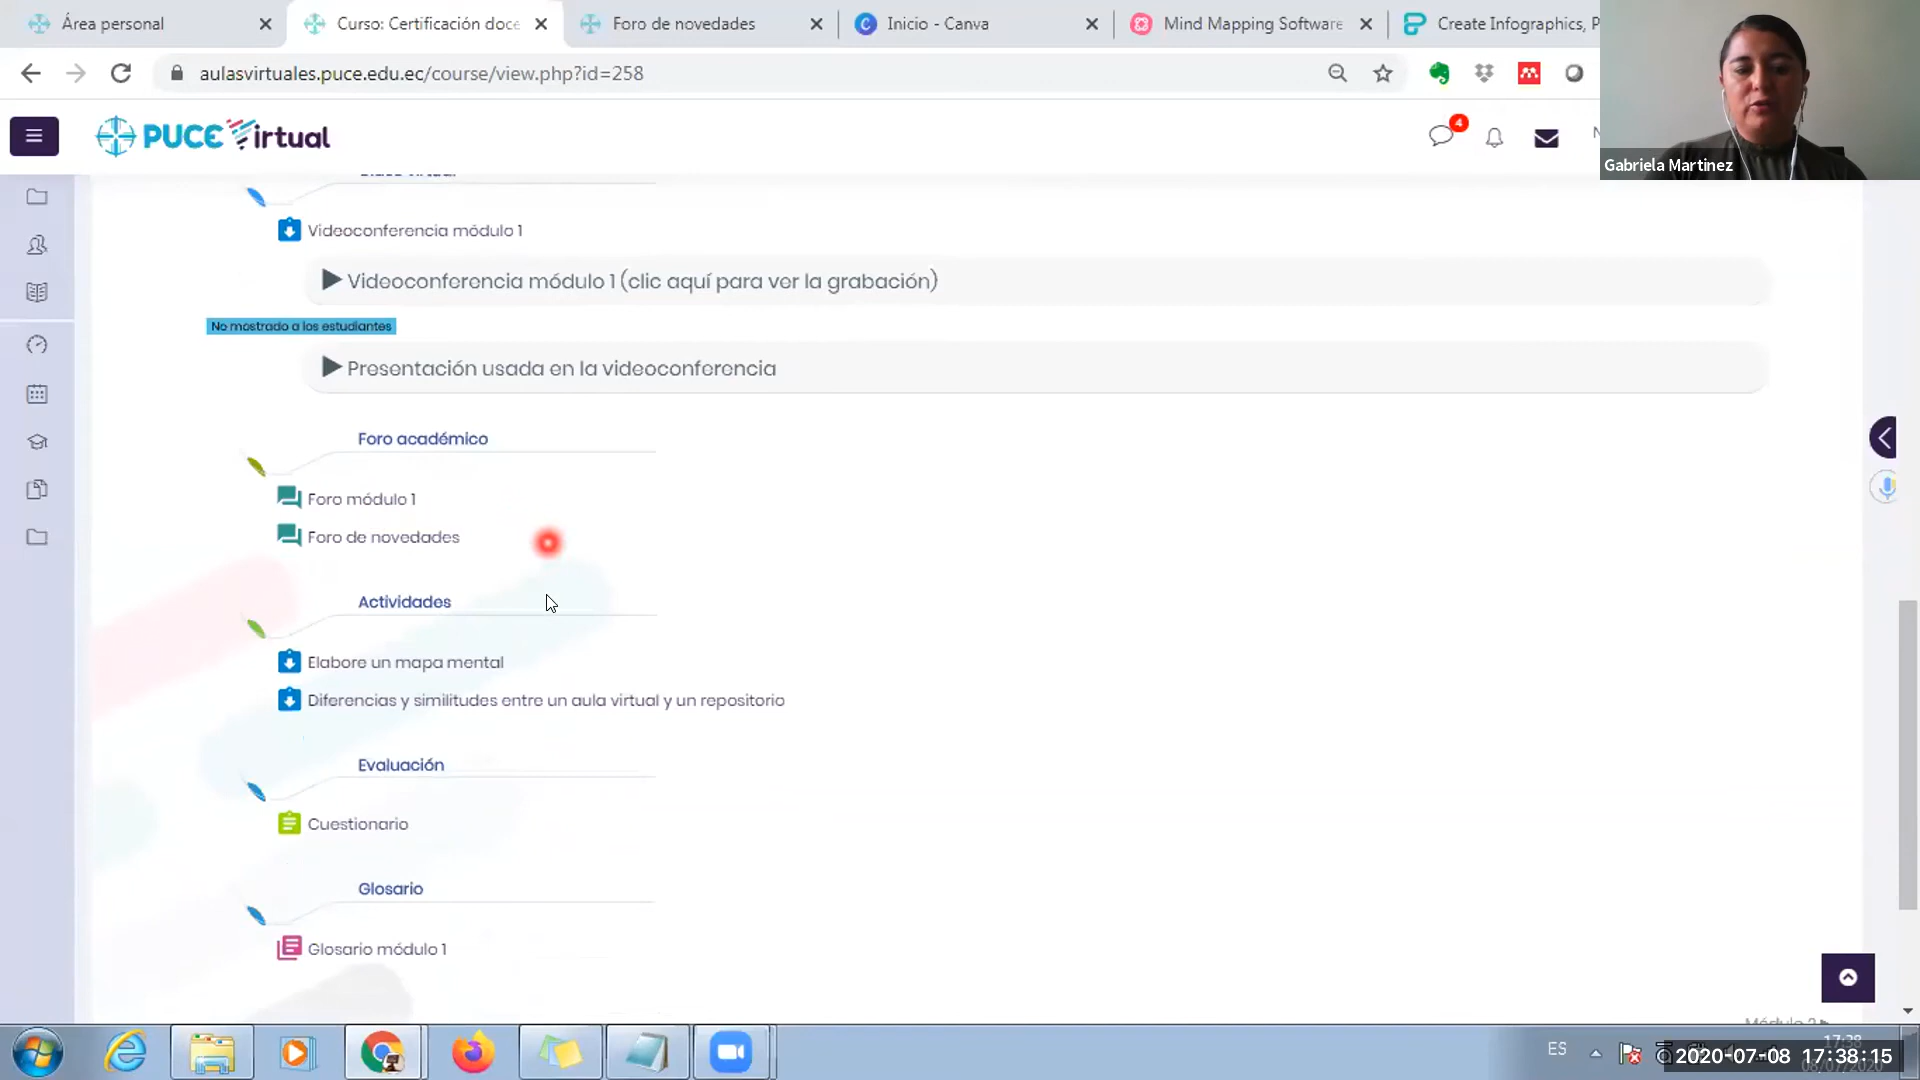 Área personal
Curso: Certificación doce
Foro de novedades
Inicio - Canva
Mind Mapping Software
Create Infographics, P
aulasvirtuales.puce.edu.ec/course/view.php?id=258
Gabriela Martinez
PUCE Virtual
4
Videoconferencia módulo 1
Videoconferencia módulo 1 (clic aquí para ver la grabación)
No mostrado a los estudiantes
Presentación usada en la videoconferencia
Foro académico
Foro módulo 1
Foro de novedades
Actividades
Elabore un mapa mental
Diferencias y similitudes entre un aula virtual y un repositorio
Evaluación
Cuestionario
Glosario
Glosario módulo 1
ES
17:38
2020-07-08 17:38:15